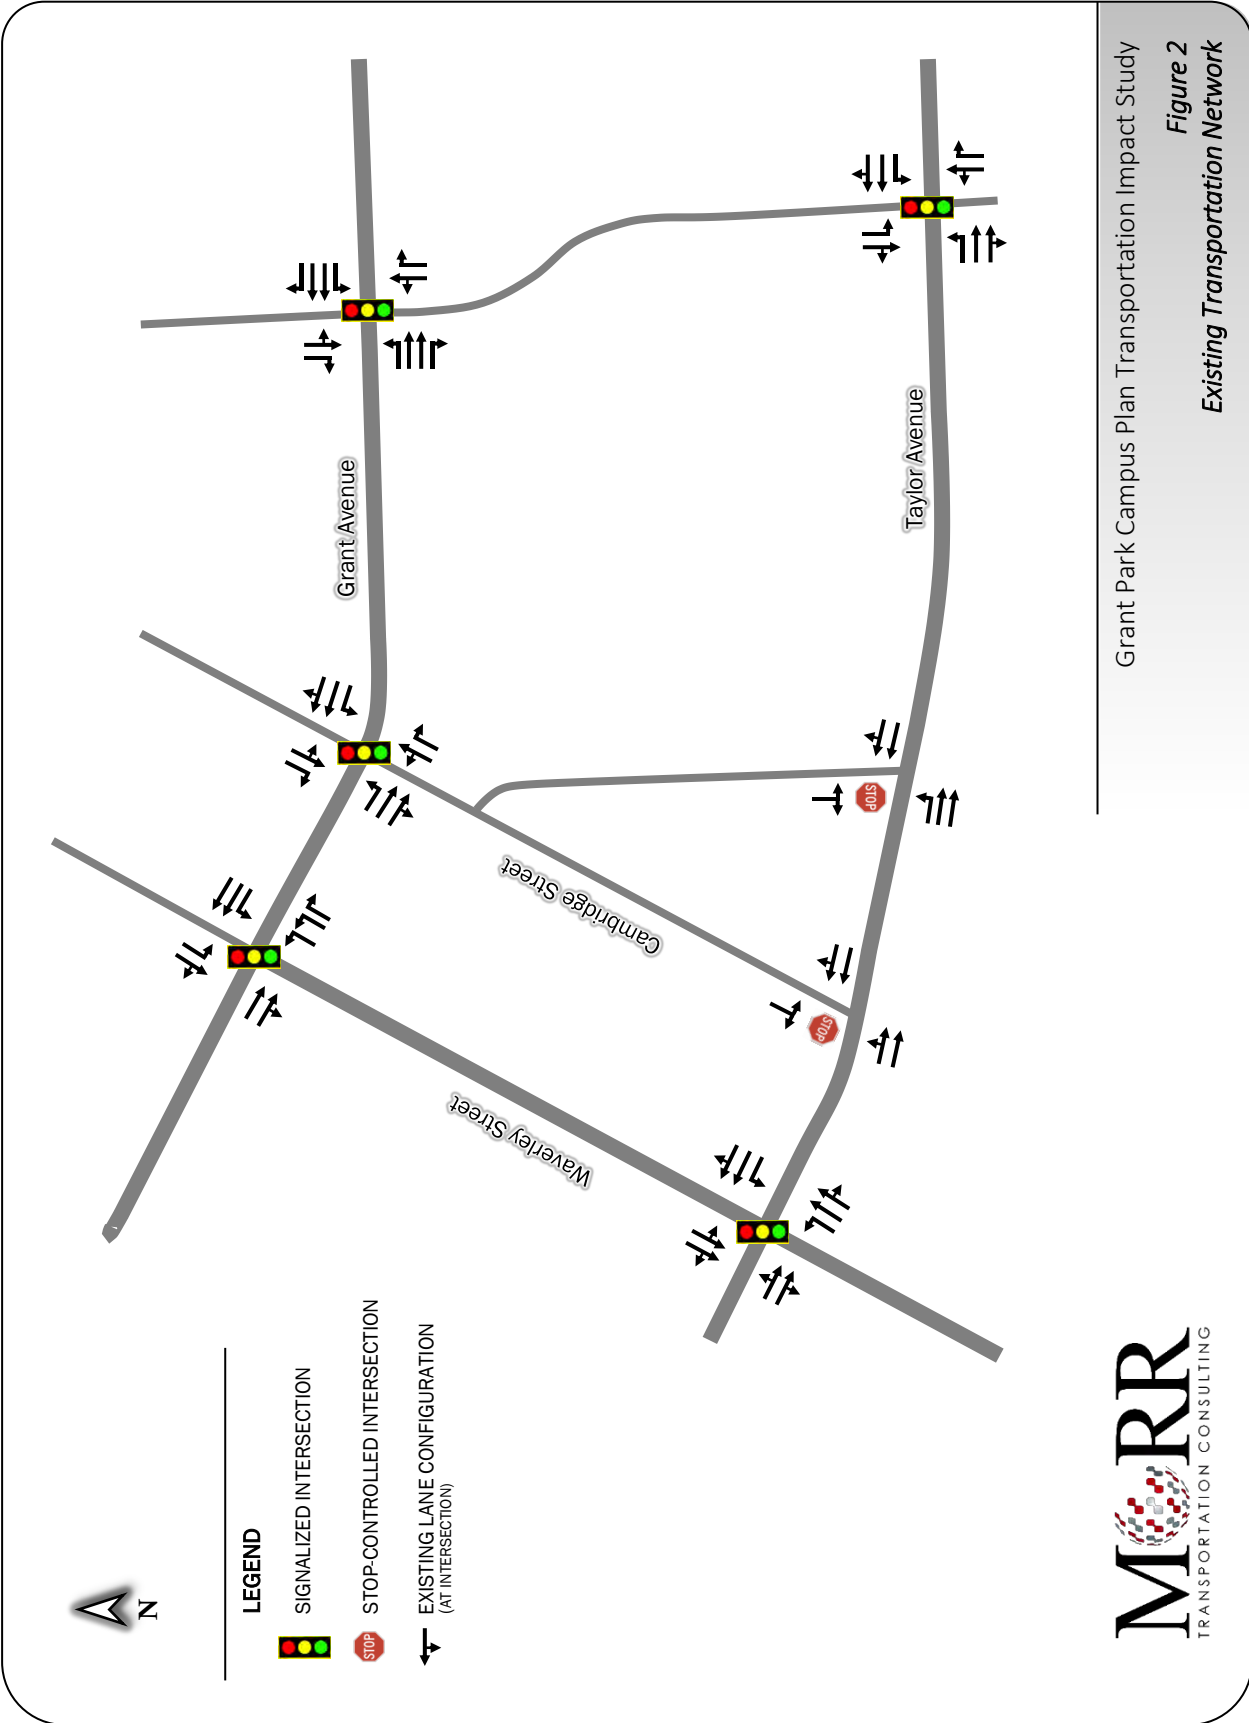 Grant Avenue
Taylor Avenue
Cambridge Street
Waverley Street
STOP
STOP
N
LEGEND
SIGNALIZED INTERSECTION
STOP
STOP-CONTROLLED INTERSECTION
EXISTING LANE CONFIGURATION
(AT INTERSECTION)
MORR
TRANSPORTATION CONSULTING
Grant Park Campus Plan Transportation Impact Study
Figure 2
Existing Transportation Network